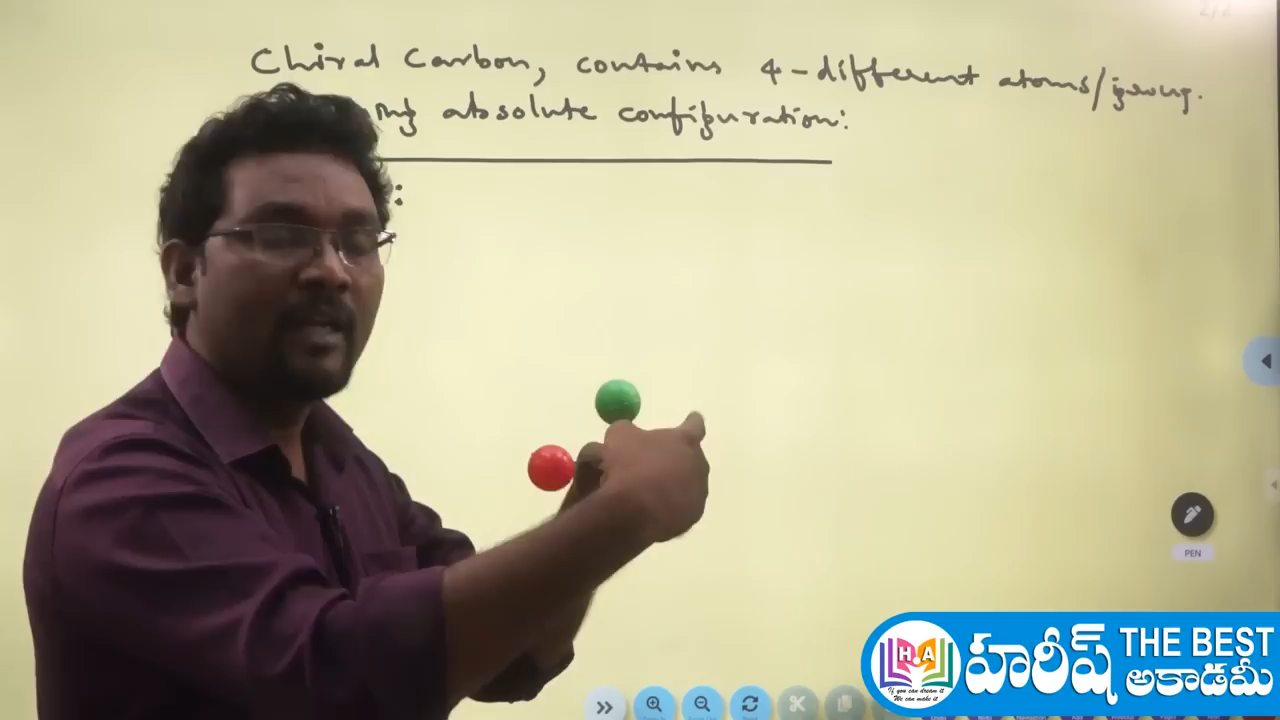 Chiral Carbon, contains 4-different atoms/group.
absolute configuration:
:
PEN
H.A
If you can dream it
We can make it
హరీష్ THE BEST
అకాడమీ